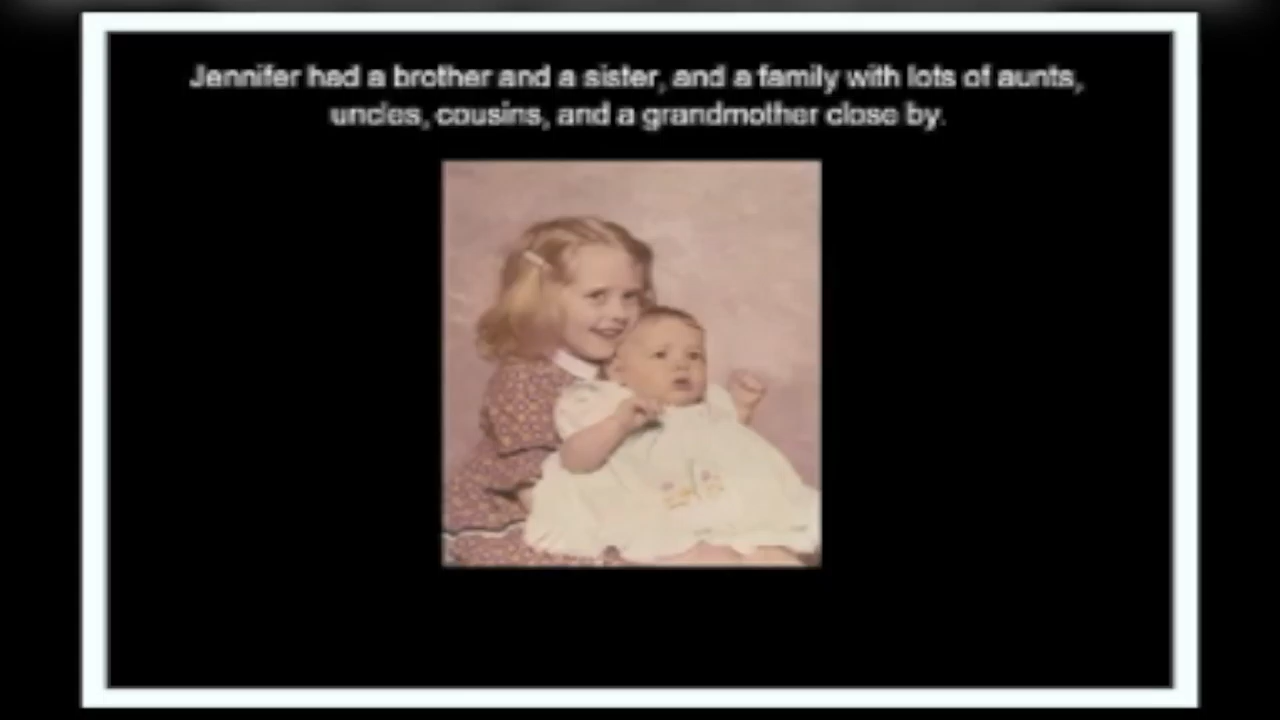 Jennifer had a brother and a sister, and a family with lots of aunts,
uncles, cousins, and a grandmother close by.